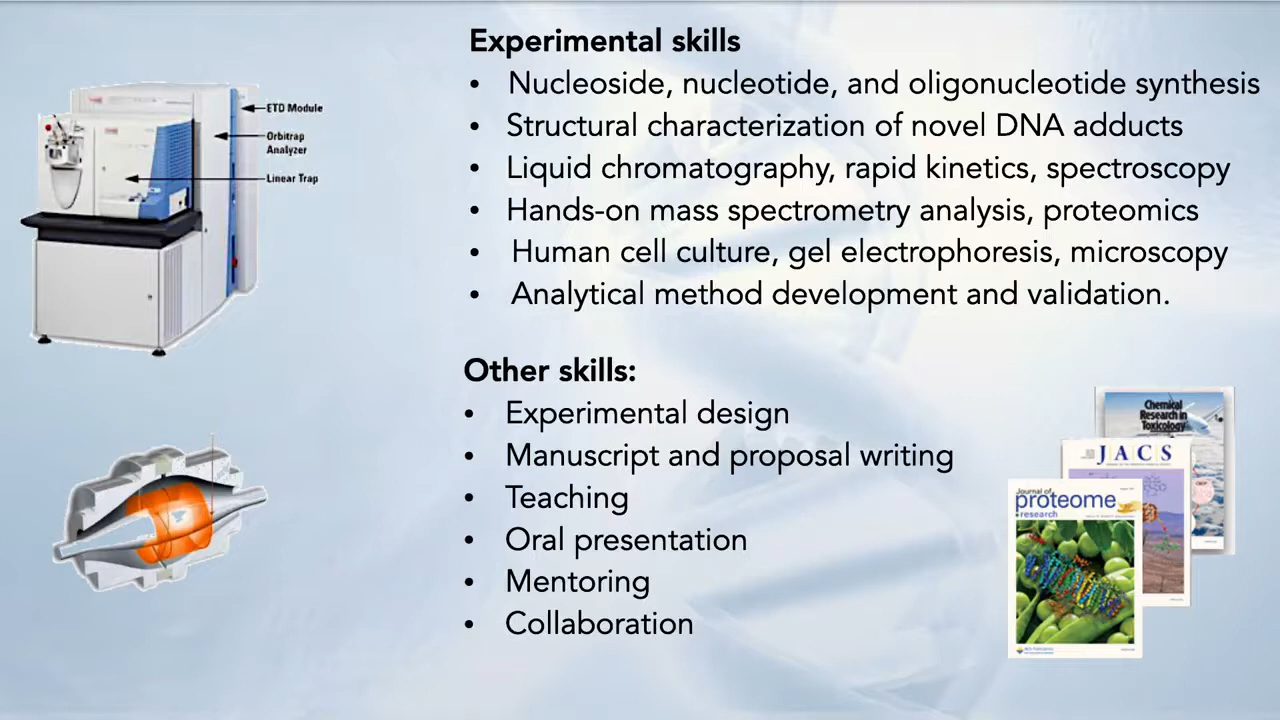 Experimental skills
• Nucleoside, nucleotide, and oligonucleotide synthesis
• Structural characterization of novel DNA adducts
• Liquid chromatography, rapid kinetics, spectroscopy
• Hands-on mass spectrometry analysis, proteomics
• Human cell culture, gel electrophoresis, microscopy
• Analytical method development and validation.
ETD Module
Orbitrap
Analyzer
Linear Trap
Other skills:
• Experimental design
• Manuscript and proposal writing
• Teaching
• Oral presentation
• Mentoring
• Collaboration
Chemical
Research in
Toxicology
JACS
Journal of
proteome
research